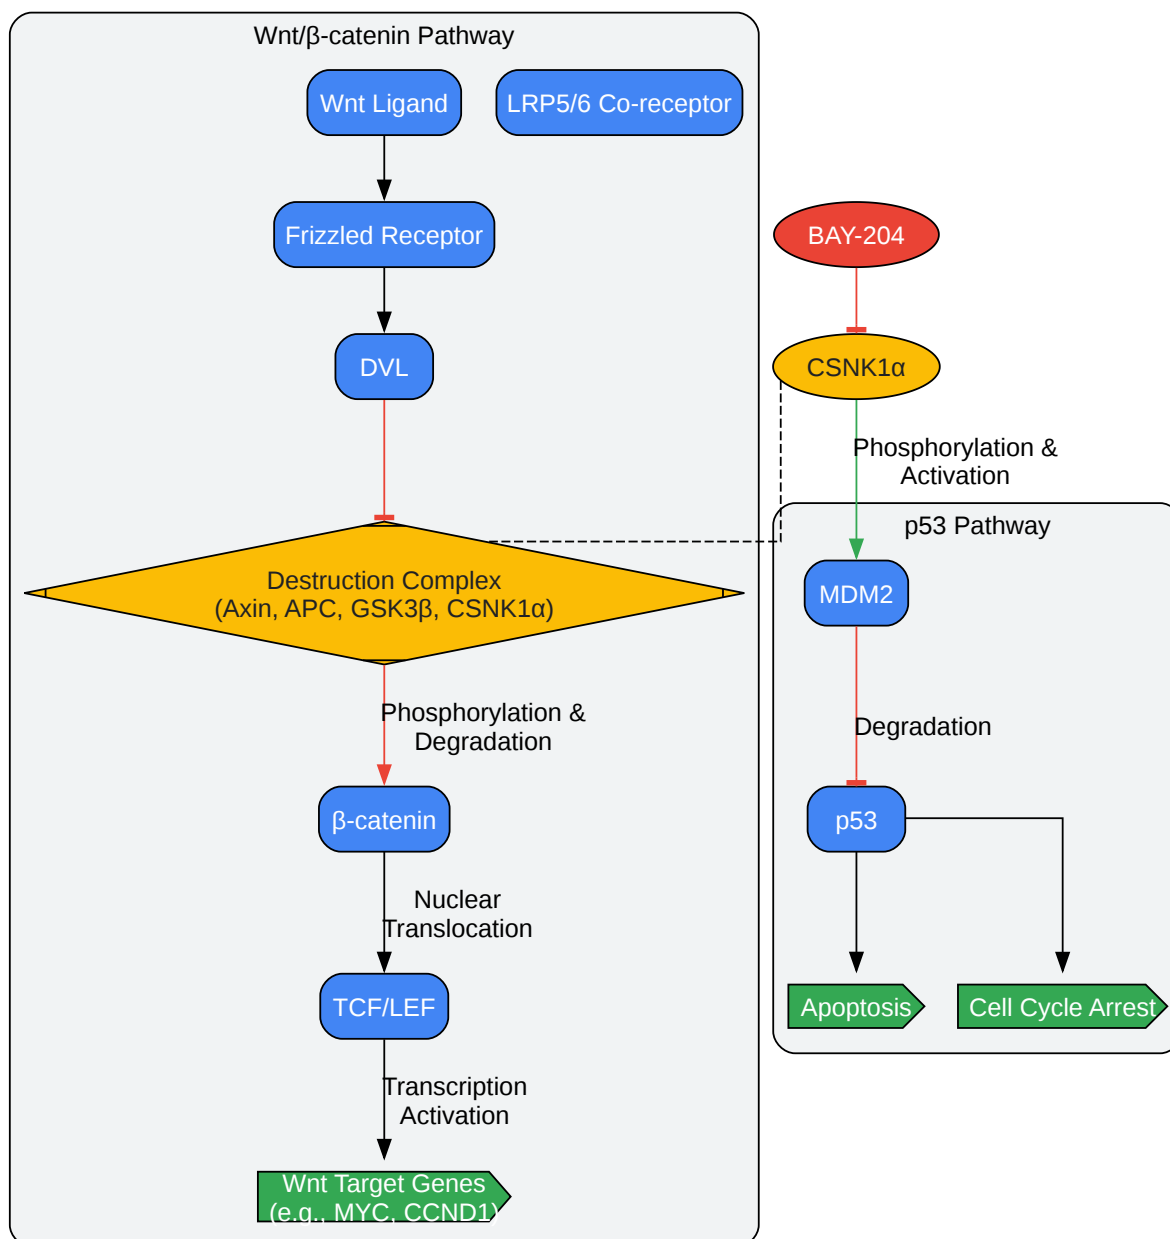 Wnt/β-catenin Pathway
Wnt Ligand
LRP5/6 Co-receptor
Frizzled Receptor
BAY-204
DVL
CSNK1α
Phosphorylation &
Activation
p53 Pathway
Destruction Complex
(Axin, APC, GSK3β, CSNK1α)
MDM2
Phosphorylation &
Degradation
Degradation
β-catenin
p53
Nuclear
Translocation
TCF/LEF
Apoptosis
Cell Cycle Arrest
Transcription
Activation
Wnt Target Genes
(e.g., MYC, CCND1)